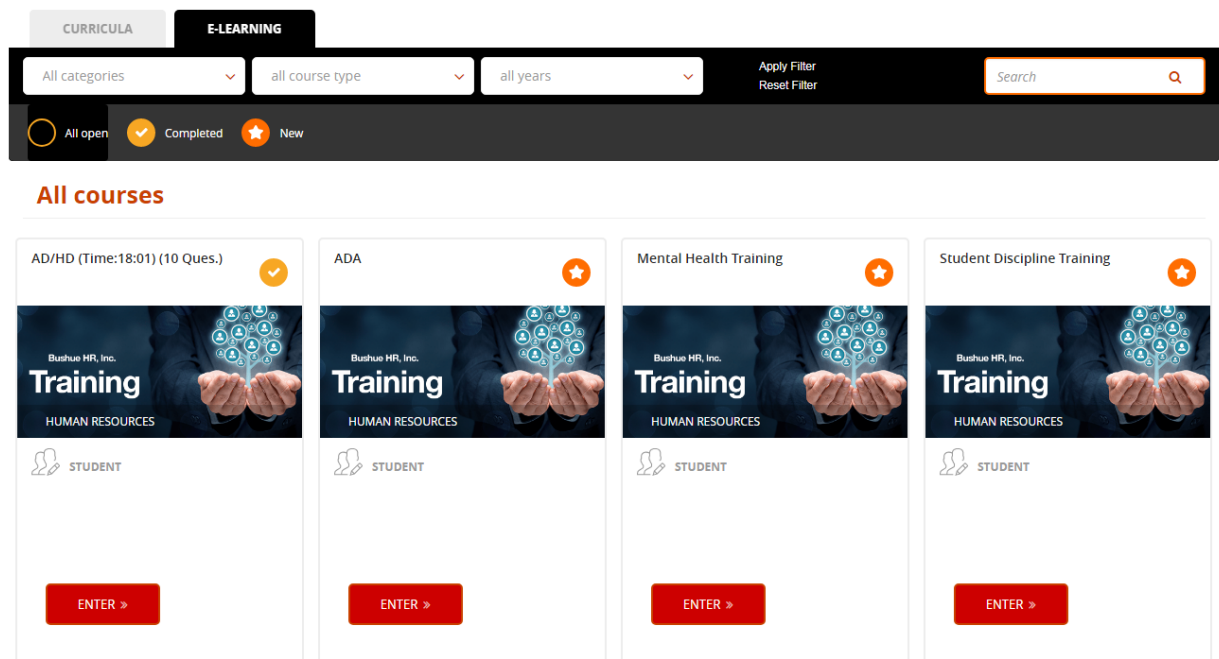 CURRICULA
E-LEARNING
All categories
all course type
all years
Apply Filter
Reset Filter
Search
All open
Completed
New
All courses
AD/HD (Time:18:01) (10 Ques.)
ADA
Mental Health Training
Student Discipline Training
Bushue HR, Inc.
Training
HUMAN RESOURCES
Bushue HR, Inc.
Training
HUMAN RESOURCES
Bushue HR, Inc.
Training
HUMAN RESOURCES
Bushue HR, Inc.
Training
HUMAN RESOURCES
STUDENT
STUDENT
STUDENT
STUDENT
ENTER »
ENTER »
ENTER »
ENTER »